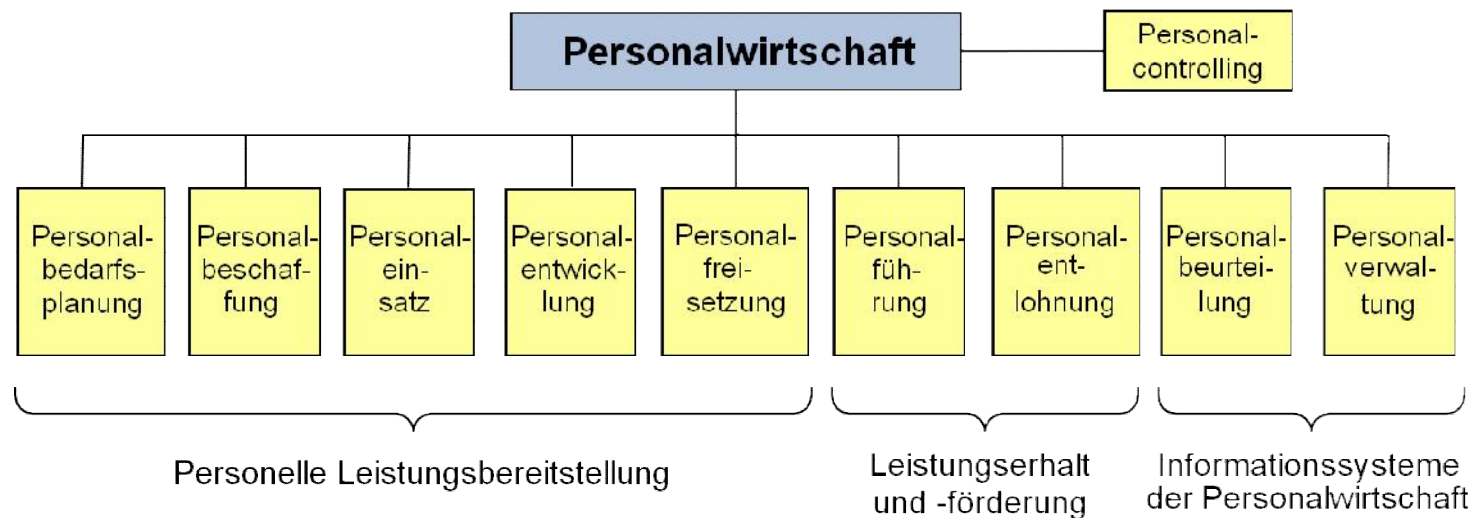 Personalwirtschaft
Personal-
controlling
Personal-
bedarfs-
planung
Personal-
beschaf-
fung
Personal-
ein-
satz
Personal-
entwick-
lung
Personal-
frei-
setzung
Personal-
füh-
rung
Personal-
ent-
lohnung
Personal-
beurtei-
lung
Personal-
verwal-
tung
Personelle Leistungsbereitstellung
Leistungserhalt
und -förderung
Informationssysteme
der Personalwirtschaft